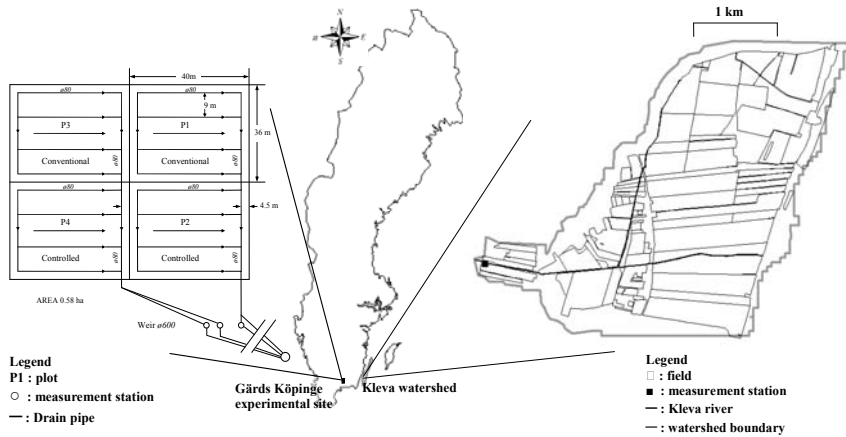 N
W
E
S
1 km
40m
ø80
ø80
9 m
P3
P1
36 m
Conventional
ø80
Conventional
ø80
ø80
ø80
4.5 m
P4
P2
Controlled
ø80
Controlled
ø80
AREA 0.58 ha
Weir ø600
Legend
P1 : plot
: measurement station
: Drain pipe
Gärds Köpinge
experimental site
Kleva watershed
Legend
: field
: measurement station
: Kleva river
: watershed boundary